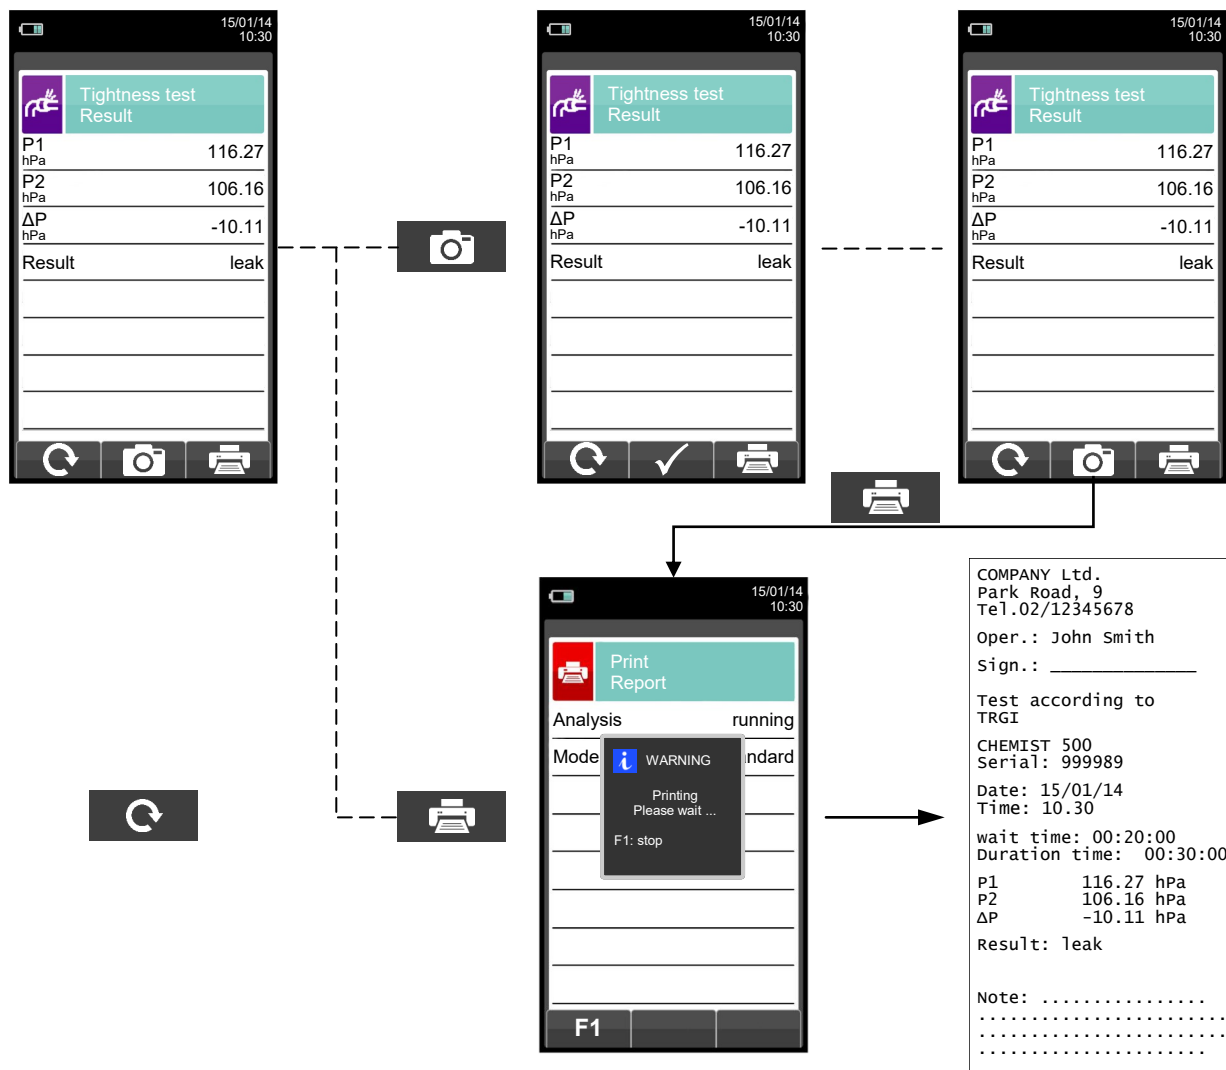 15/01/14
10:30
Tightness test
Result
P1
hPa
116.27
P2
hPa
106.16
ΔP
hPa
-10.11
Result leak
15/01/14
10:30
Tightness test
Result
P1
hPa
116.27
P2
hPa
106.16
ΔP
hPa
-10.11
Result leak
15/01/14
10:30
Tightness test
Result
P1
hPa
116.27
P2
hPa
106.16
ΔP
hPa
-10.11
Result leak
15/01/14
10:30
Print
Report
Analysis running
Mode ndard
i WARNING
Printing
Please wait ...
F1: stop
F1
COMPANY Ltd.
Park Road, 9
Tel.02/12345678
Oper.: John Smith
Sign.: ______________
Test according to
TRGI
CHEMIST 500
Serial: 999989
Date: 15/01/14
Time: 10.30
wait time: 00:20:00
Duration time: 00:30:00
P1 116.27 hPa
P2 106.16 hPa
ΔP -10.11 hPa
Result: leak
Note: ................
........................
........................
......................